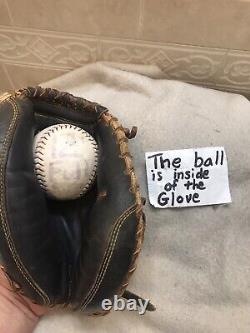 The ball
is inside
of the
Glove